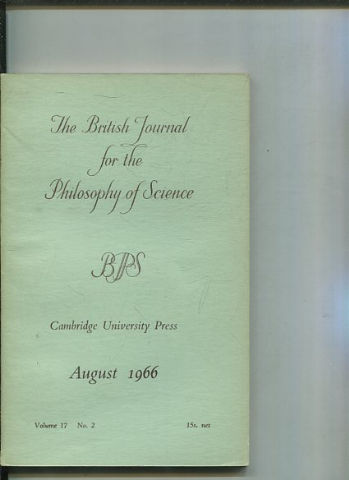 The British Journal
for the
Philosophy of Science
BJPS
Cambridge University Press
August 1966
Volume 17 No. 2 15s. net